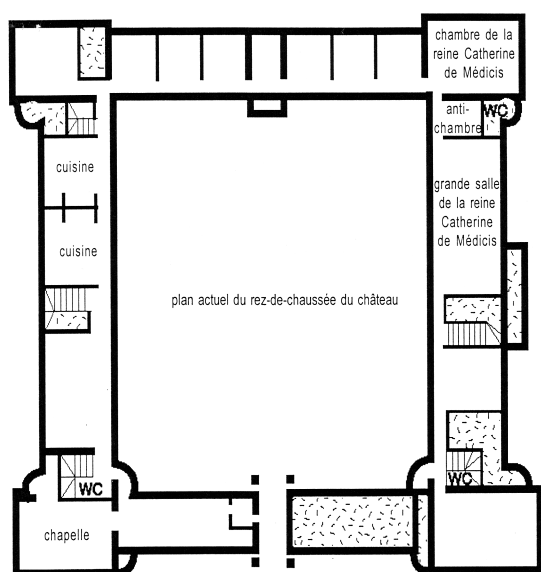 chambre de la
reine Catherine
de Médicis
anti-
chambre
WC
cuisine
grande salle
de la reine
Catherine
de Médicis
cuisine
plan actuel du rez-de-chaussée du château
WC
WC
chapelle